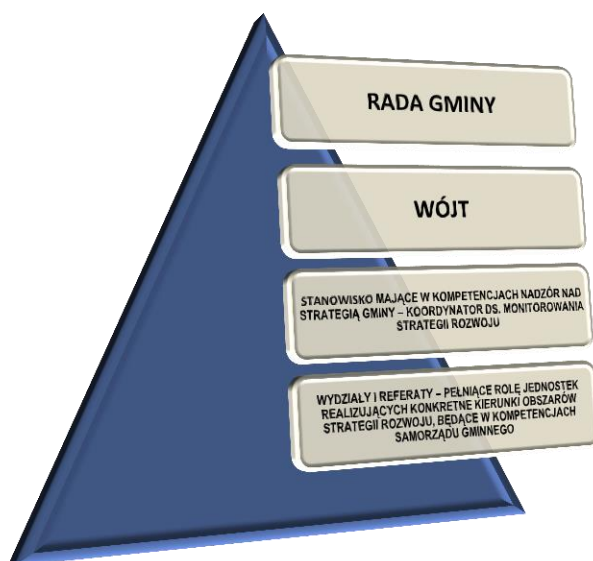 RADA GMINY
WÓJT
STANOWISKO MAJĄCE W KOMPETENCJACH NADZÓR NAD
STRATEGIĄ GMINY – KOORDYNATOR DS. MONITOROWANIA
STRATEGII ROZWOJU
WYDZIAŁY I REFERATY – PEŁNIĄCE ROLĘ JEDNOSTEK
REALIZUJĄCYCH KONKRETNE KIERUNKI OBSZARÓW
STRATEGII ROZWOJU, BĘDĄCE W KOMPETENCJACH
SAMORZĄDU GMINNEGO